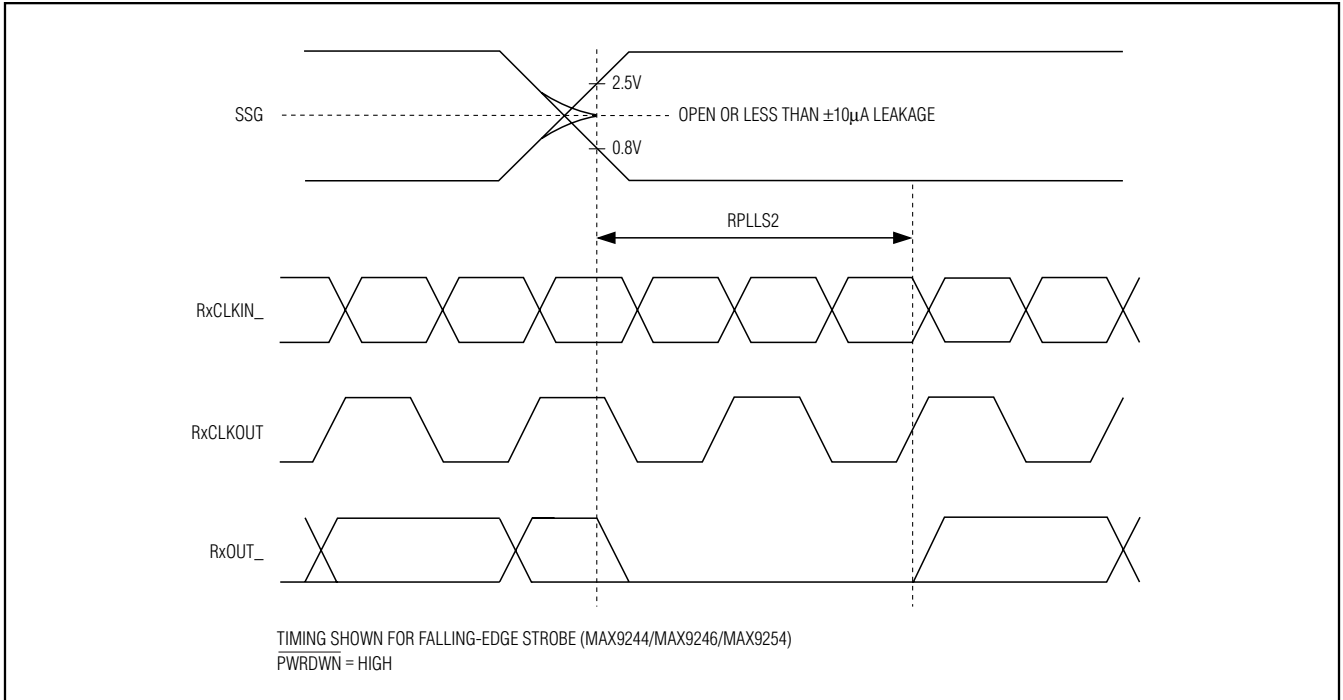 2.5V
SSG
OPEN OR LESS THAN ±10µA LEAKAGE
0.8V
RPLLS2
RxCLKIN_
RxCLKOUT
RxOUT_
TIMING SHOWN FOR FALLING-EDGE STROBE (MAX9244/MAX9246/MAX9254)
PWRDWN = HIGH